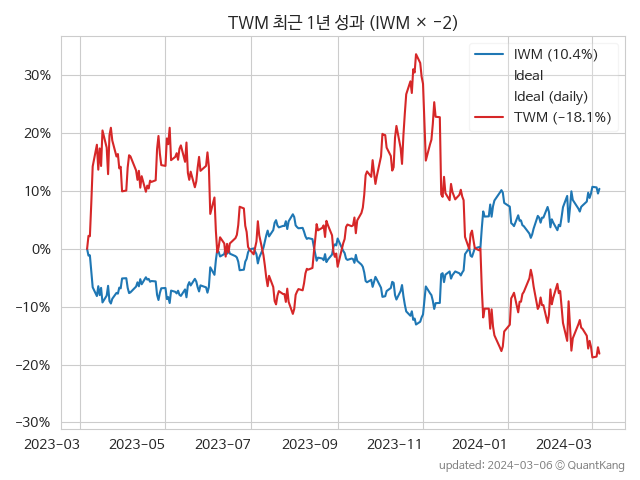 TWM 최근 1년 성과 (IWM × −2)
IWM (10.4%)
Ideal
Ideal (daily)
TWM (−18.1%)
30%
20%
10%
0%
−10%
−20%
−30%
2023−03
2023−05
2023−07
2023−09
2023−11
2024−01
2024−03
updated: 2024-03-06 © QuantKang